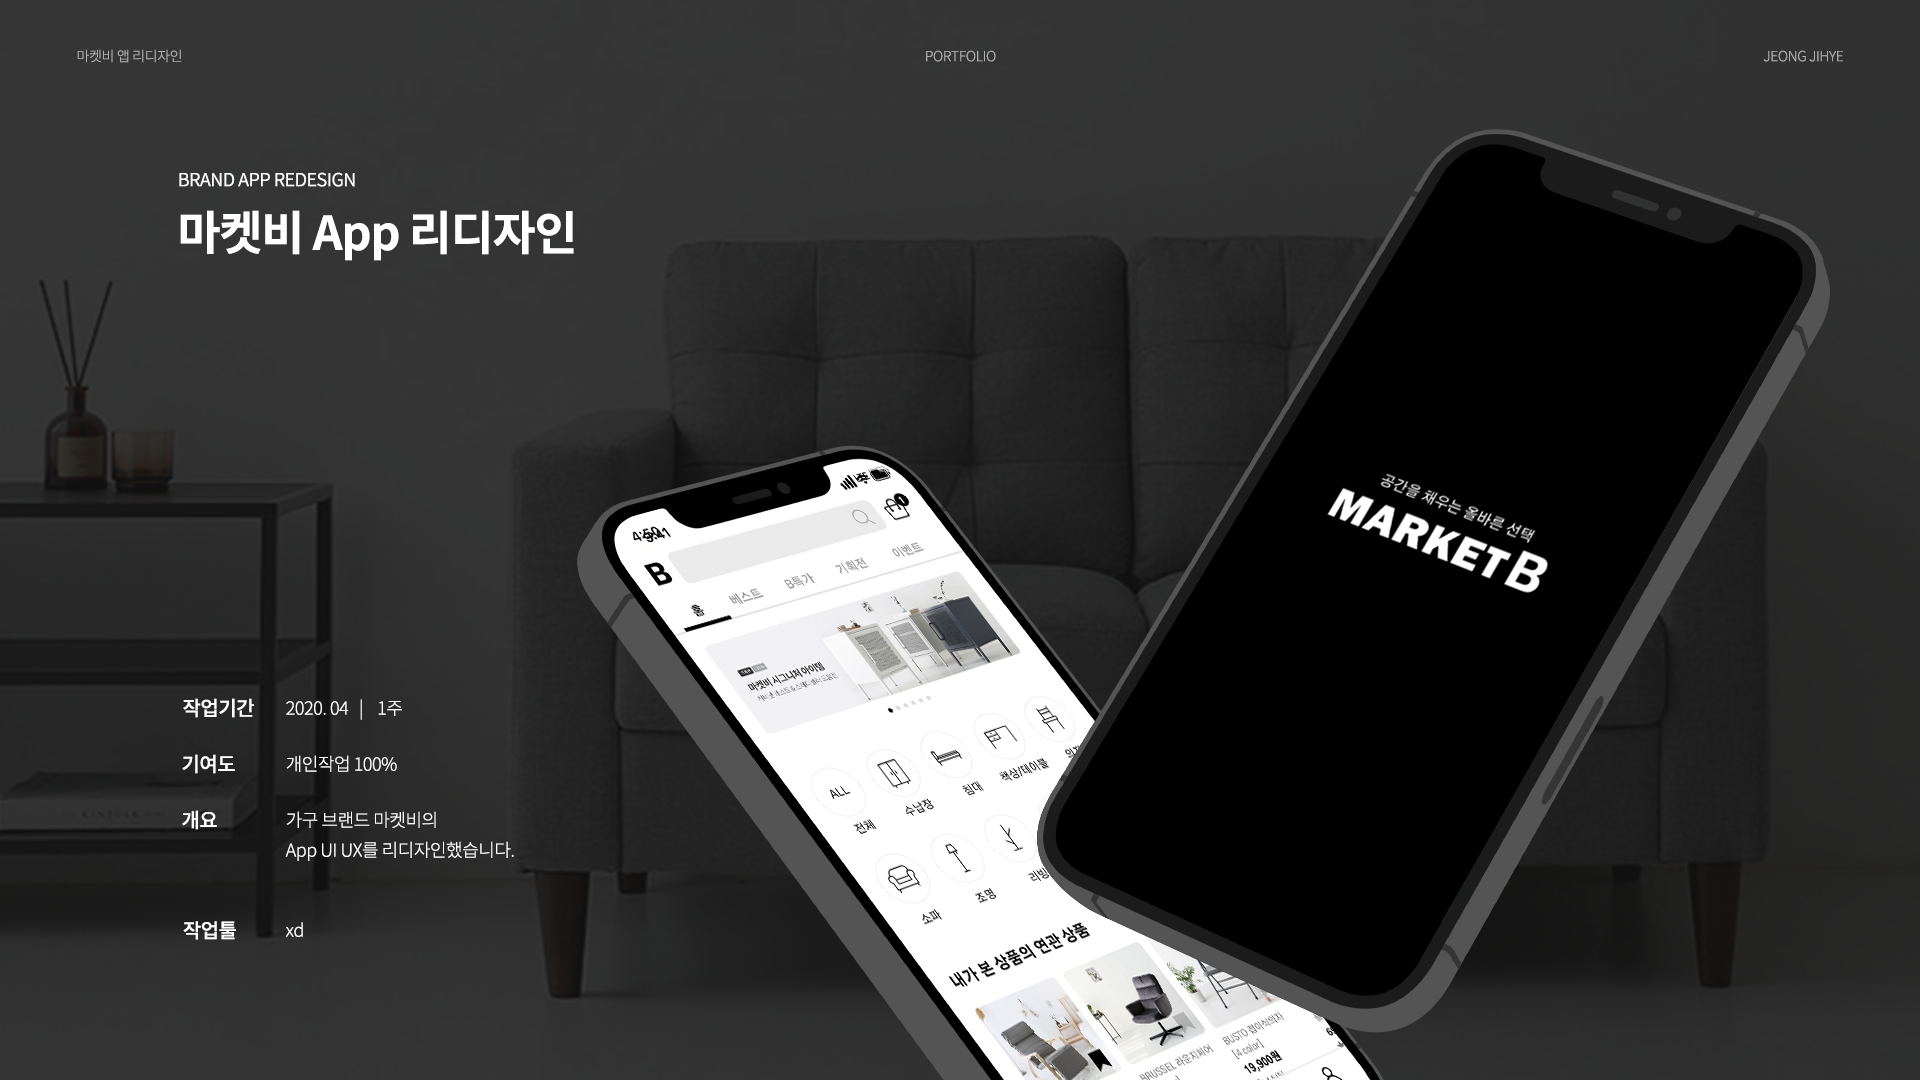 마켓비 앱 리디자인
PORTFOLIO
JEONG JIHYE
BRAND APP REDESIGN
마켓비 App 리디자인
작업기간 2020. 04 | 1주
기여도 개인작업 100%
개요 가구 브랜드 마켓비의
App UI UX를 리디자인했습니다.
작업툴 xd
B
1
홈 베스트 B특가 기획전 이벤트
마켓비 시그니처 아이템
ALL
전체 수납장 침대 책상/테이블
소파 조명 리빙
내가 본 상품의 연관 상품
BRUSSEL 라운지체어
BUSTO 접이식의자
[4 color]
19,900원
공간을 채우는 올바른 선택
MARKET B
KINFOLK